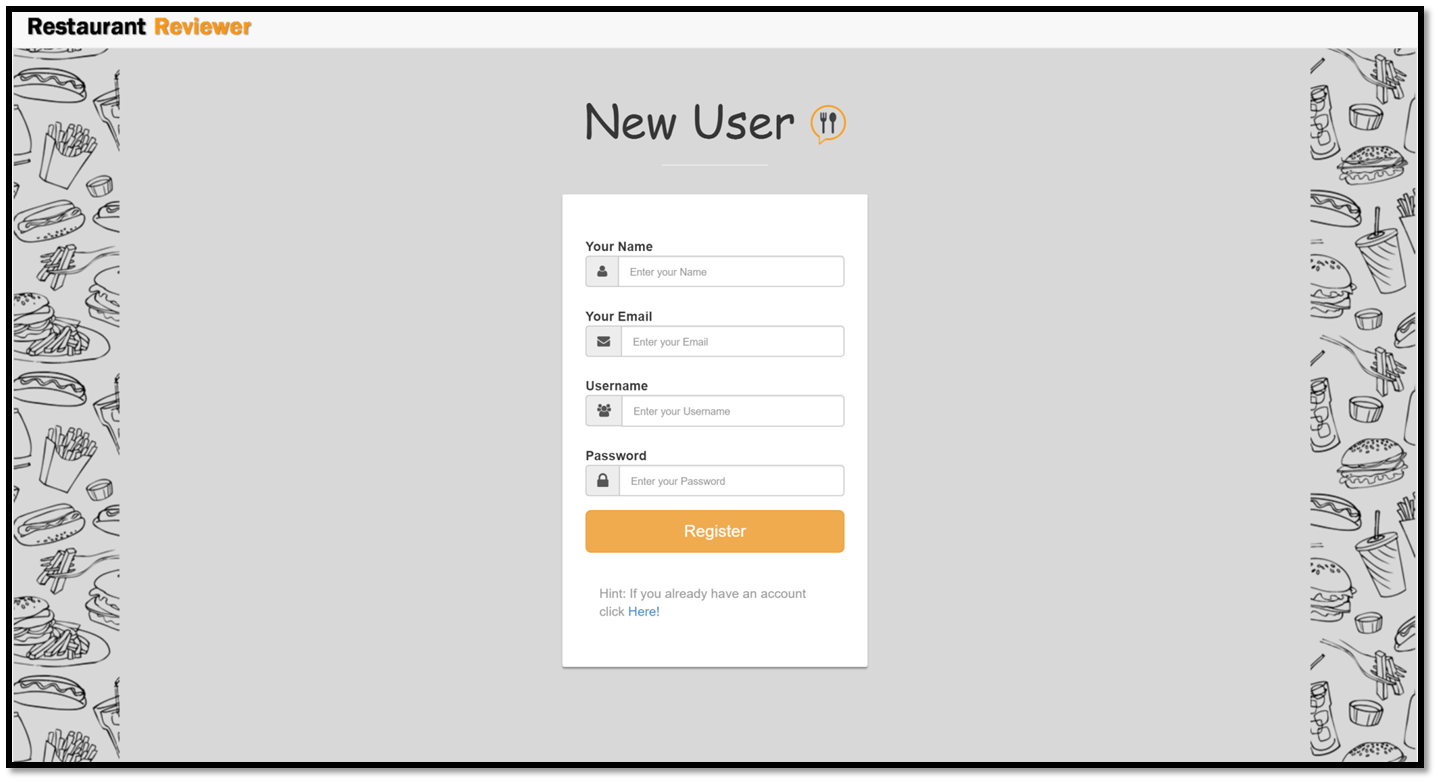 Restaurant Reviewer
New User
Your Name
Enter your Name
Your Email
Enter your Email
Username
Enter your Username
Password
Enter your Password
Register
Hint: If you already have an account
click Here!